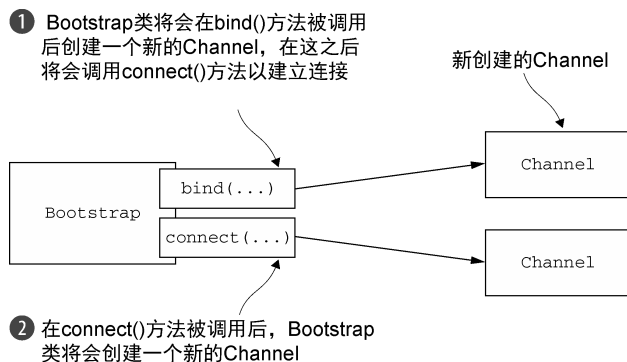 ❶ Bootstrap类将会在bind()方法被调用
后创建一个新的Channel，在这之后
将会调用connect()方法以建立连接
新创建的Channel
Channel
bind(...)
Bootstrap
connect(...)
Channel
❷ 在connect()方法被调用后，Bootstrap
类将会创建一个新的Channel